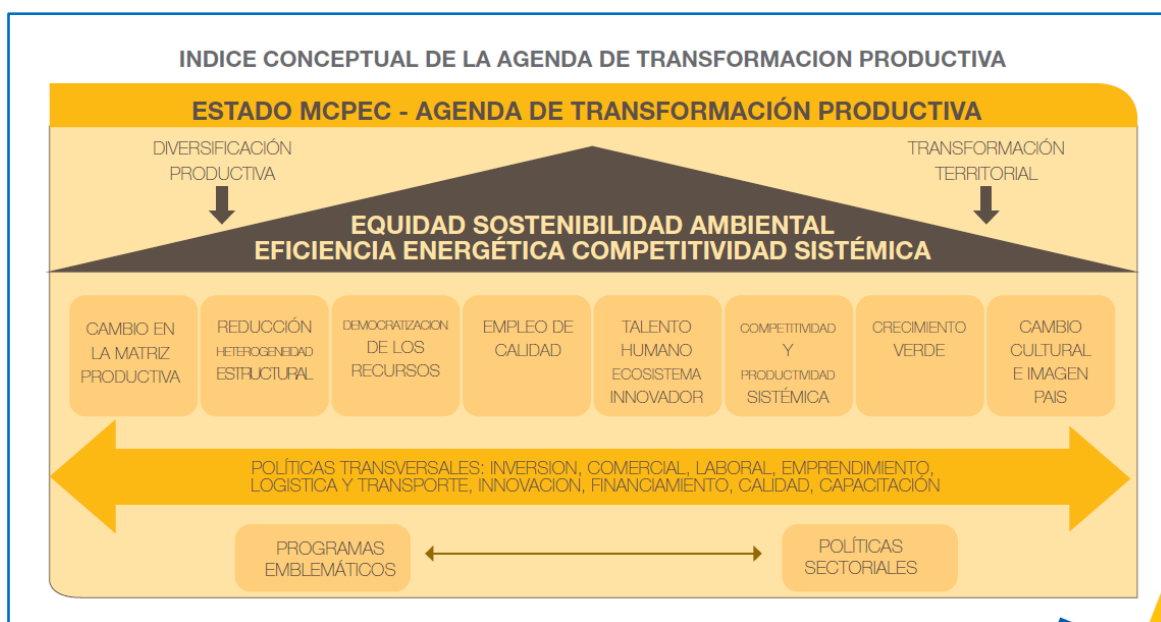 INDICE CONCEPTUAL DE LA AGENDA DE TRANSFORMACION PRODUCTIVA
ESTADO MCPEC - AGENDA DE TRANSFORMACIÓN PRODUCTIVA
DIVERSIFICACIÓN
PRODUCTIVA
TRANSFORMACIÓN
TERRITORIAL
EQUIDAD SOSTENIBILIDAD AMBIENTAL
EFICIENCIA ENERGÉTICA COMPETITIVIDAD SISTÉMICA
CAMBIO EN
LA MATRIZ
PRODUCTIVA
REDUCCIÓN
HETEROGENEIDAD
ESTRUCTURAL
DEMOCRATIZACION
DE LOS
RECURSOS
EMPLEO DE
CALIDAD
TALENTO
HUMANO
ECOSISTEMA
INNOVADOR
COMPETITIVIDAD
Y
PRODUCTIVIDAD
SISTÉMICA
CRECIMIENTO
VERDE
CAMBIO
CULTURAL
E IMAGEN
PAIS
POLÍTICAS TRANSVERSALES: INVERSION, COMERCIAL, LABORAL, EMPRENDIMIENTO,
LOGISTICA Y TRANSPORTE, INNOVACION, FINANCIAMIENTO, CALIDAD, CAPACITACIÓN
PROGRAMAS
EMBLEMÁTICOS
POLÍTICAS
SECTORIALES